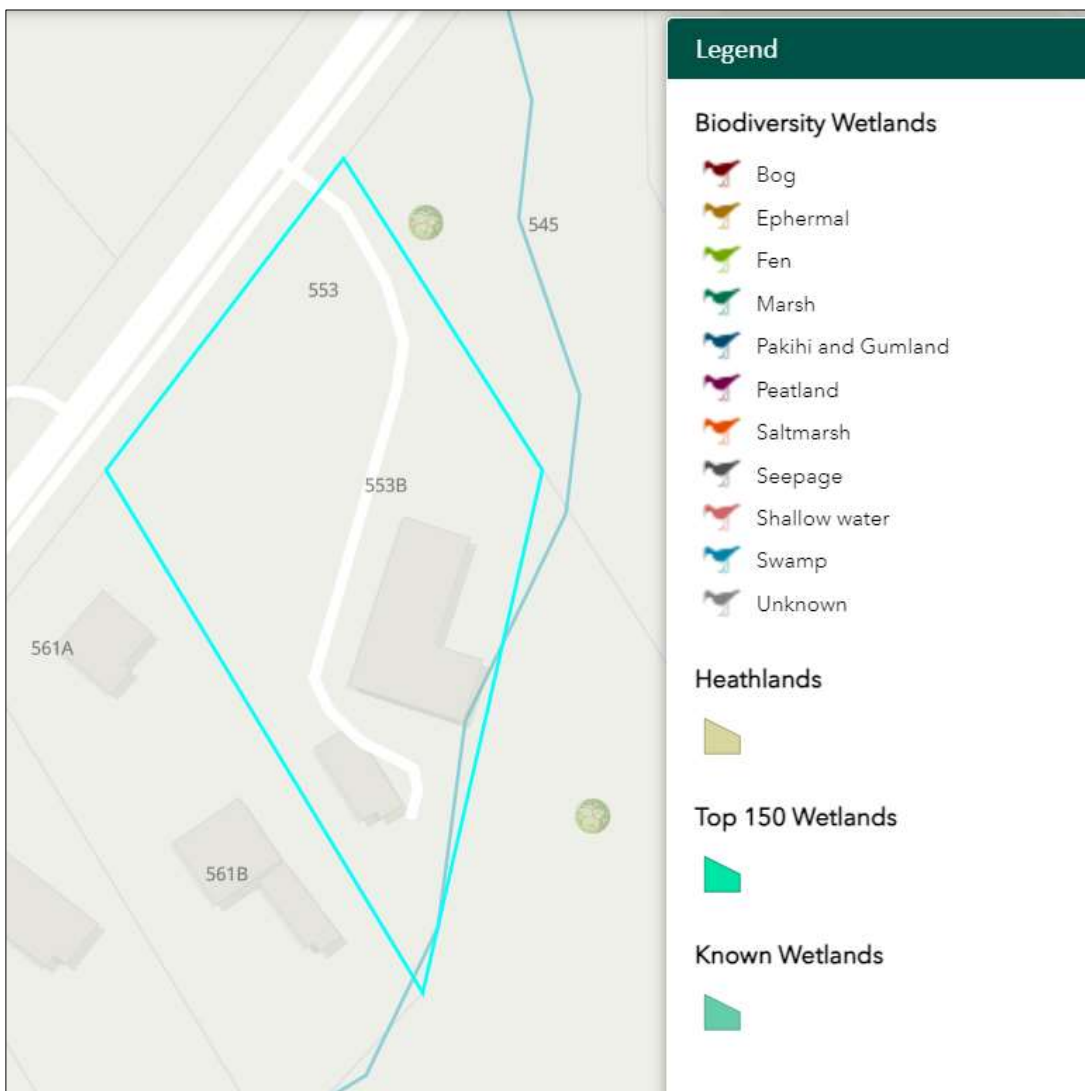 545
553
553B
561A
561B
Legend
Biodiversity Wetlands
Bog
Ephermal
Fen
Marsh
Pakihi and Gumland
Peatland
Saltmarsh
Seepage
Shallow water
Swamp
Unknown
Heathlands
Top 150 Wetlands
Known Wetlands